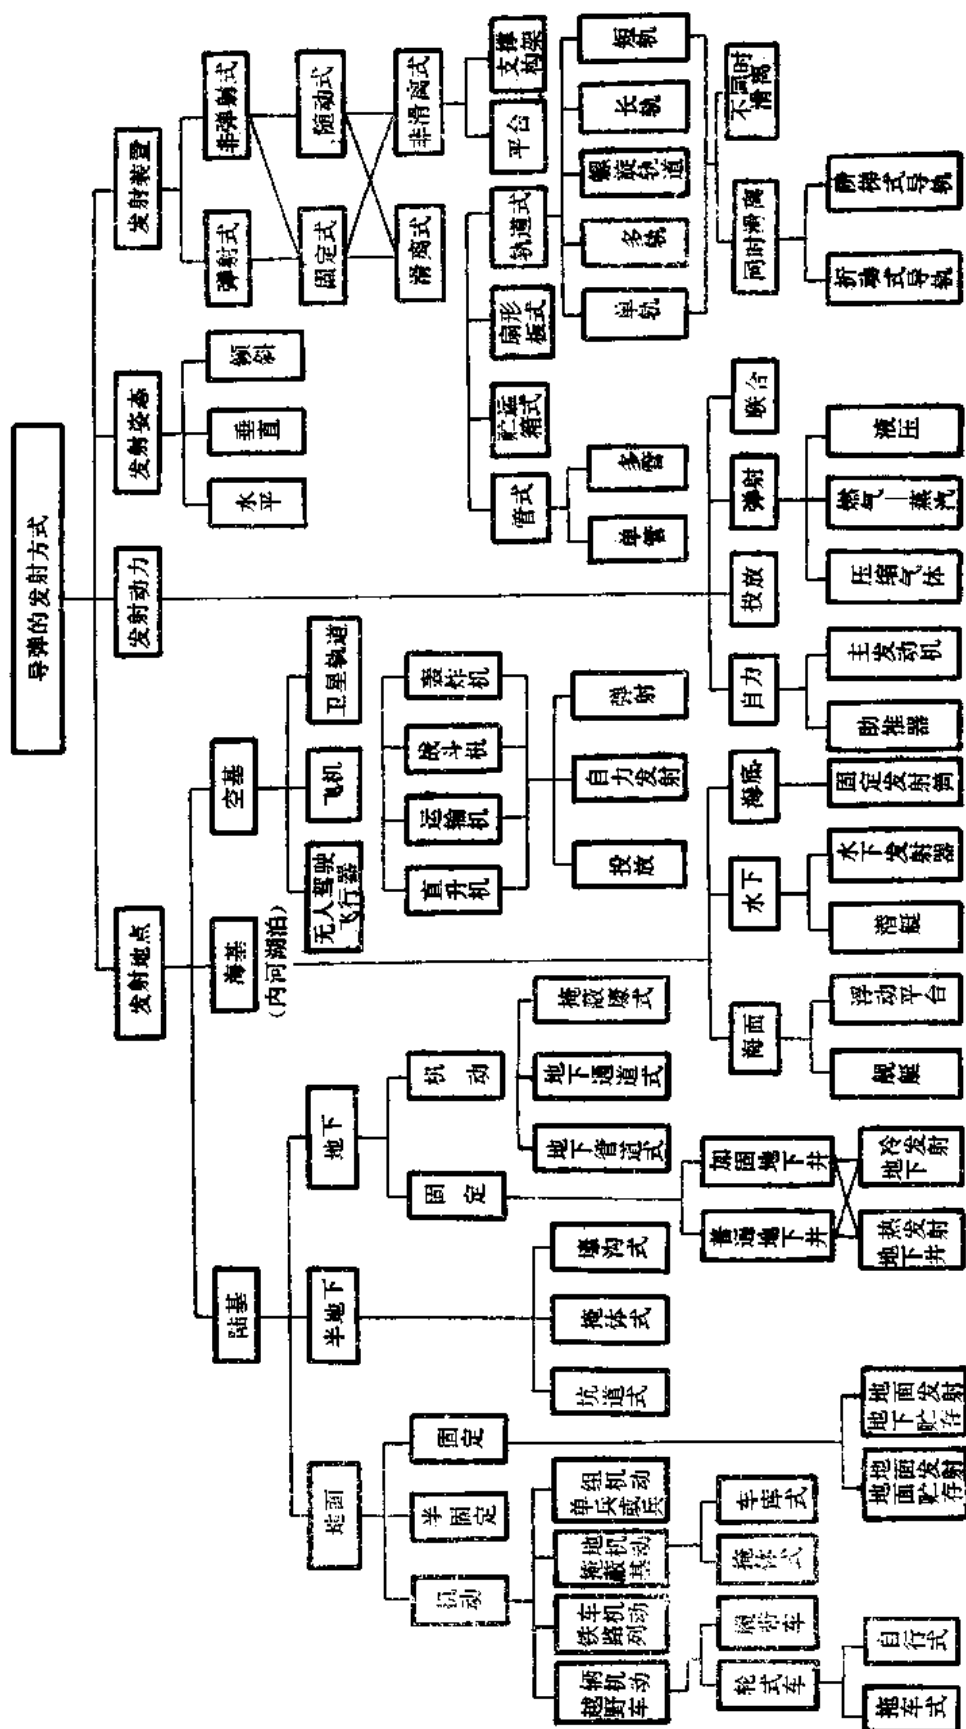 导弹的发射方式
发射地点
发射动力
发射姿态
发射装置
陆基
海基
（内河湖泊）
空基
水平
垂直
倾斜
弹射式
非弹射式
地面
半地下
地下
无人驾驶
飞行器
飞机
卫星轨道
固定式
随动式
机动
半固定
固定
固定
机动
直升机
运输机
战斗机
轰炸机
滑离式
非滑离式
管式
贮运
箱式
扇形
板式
轨道式
平台
支撑
构架
越野车
辆机动
铁路列
车机动
掩蔽基
地机动
单兵或兵
组机动
坑道式
掩体式
壕沟式
地下管道式
地下通道式
掩蔽壕式
投放
自力发射
弹射
单管
多管
单轨
多轨
螺旋轨道
长轨
短轨
轮式车
履带车
掩体式
车库式
普通地下井
加固地下井
海面
水下
海底
自力
投放
弹射
联合
同时滑离
不同时
滑离
拖车式
自行式
地面贮存
地面发射
地下贮存
地面发射
地下井
热发射
地下
冷发射
舰艇
浮动平台
潜艇
水下发射器
固定发射筒
助推器
主发动机
压缩气体
燃气—蒸汽
液压
折叠式导轨
阶梯式导轨